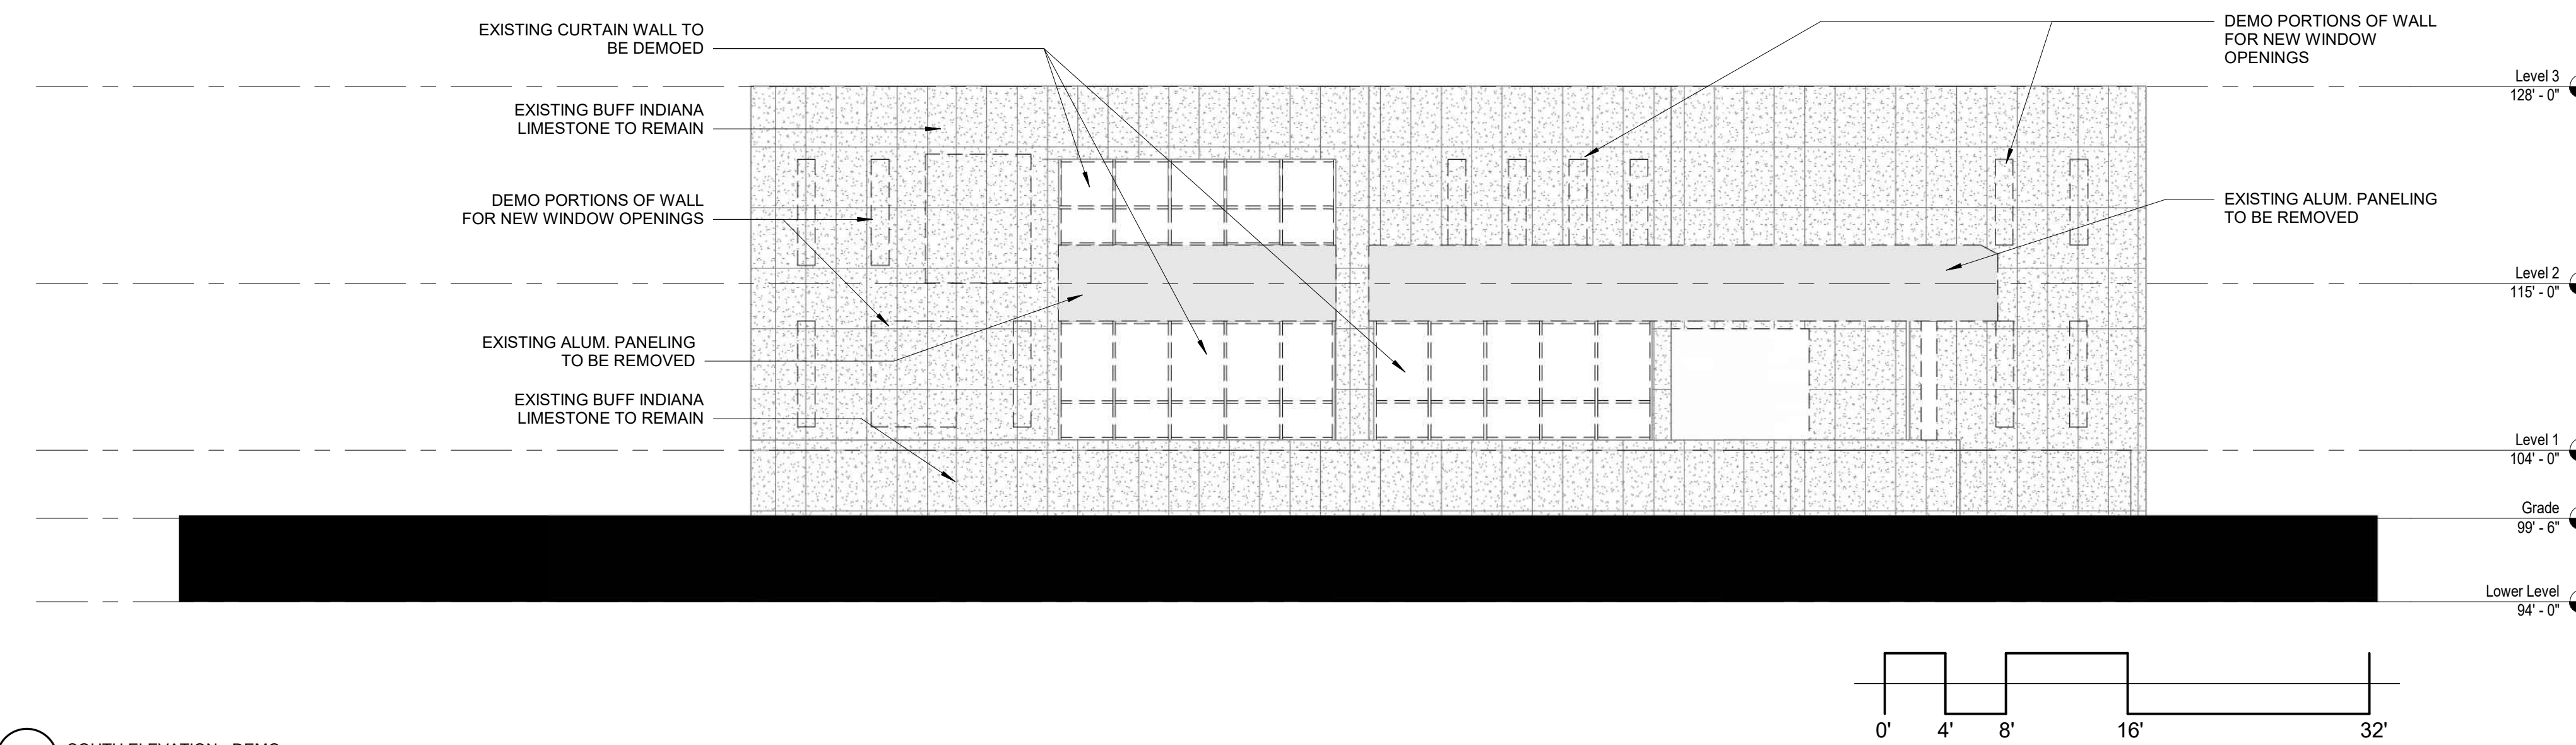 EXISTING CURTAIN WALL TO
BE DEMOED
EXISTING BUFF INDIANA
LIMESTONE TO REMAIN
DEMO PORTIONS OF WALL
FOR NEW WINDOW OPENINGS
EXISTING ALUM. PANELING
TO BE REMOVED
EXISTING BUFF INDIANA
LIMESTONE TO REMAIN
DEMO PORTIONS OF WALL
FOR NEW WINDOW
OPENINGS
EXISTING ALUM. PANELING
TO BE REMOVED
Level 3
128' - 0"
Level 2
115' - 0"
Level 1
104' - 0"
Grade
99' - 6"
Lower Level
94' - 0"
0' 4' 8' 16' 32'
SOUTH ELEVATION - DEMO